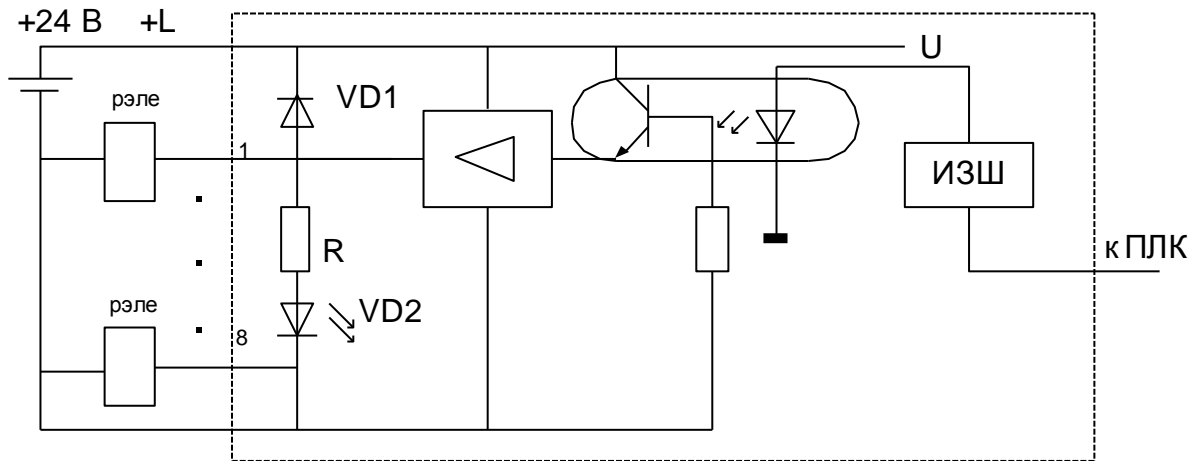 +24 В +L
U
рэле
VD1
1
ИЗШ
R
к ПЛК
рэле
VD2
8